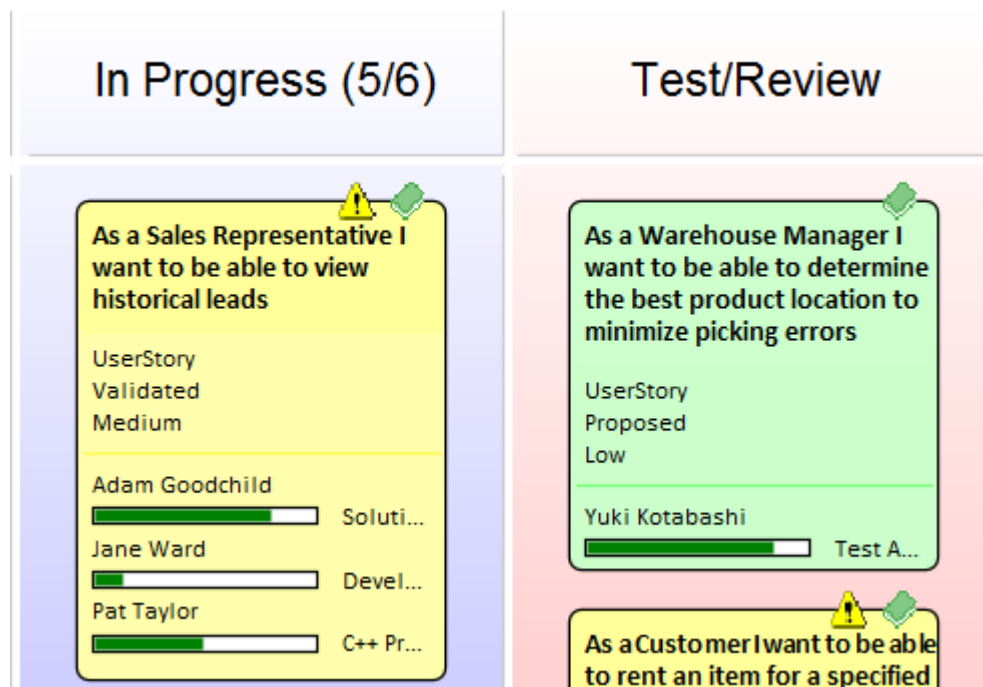 In Progress (5/6)
Test/Review
As a Sales Representative I
want to be able to view
historical leads
UserStory
Validated
Medium
Adam Goodchild
Soluti...
Jane Ward
Devel...
Pat Taylor
C++ Pr...
As a Warehouse Manager I
want to be able to determine
the best product location to
minimize picking errors
UserStory
Proposed
Low
Yuki Kotabashi
Test A...
As a Customer I want to be able
to rent an item for a specified